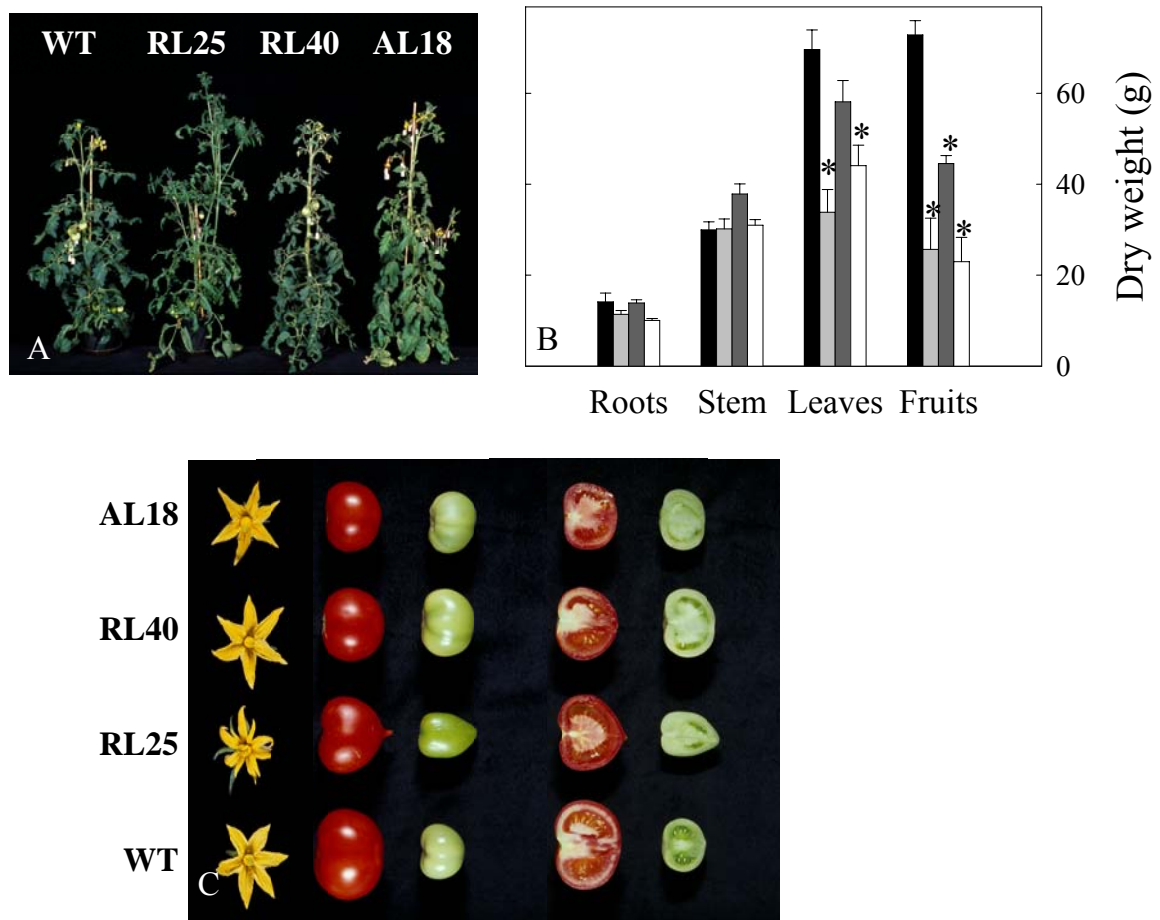 WT RL25 RL40 AL18
A
B
* * * * *
60
40
20
0
Dry weight (g)
Roots Stem Leaves Fruits
AL18
RL40
RL25
WT
C